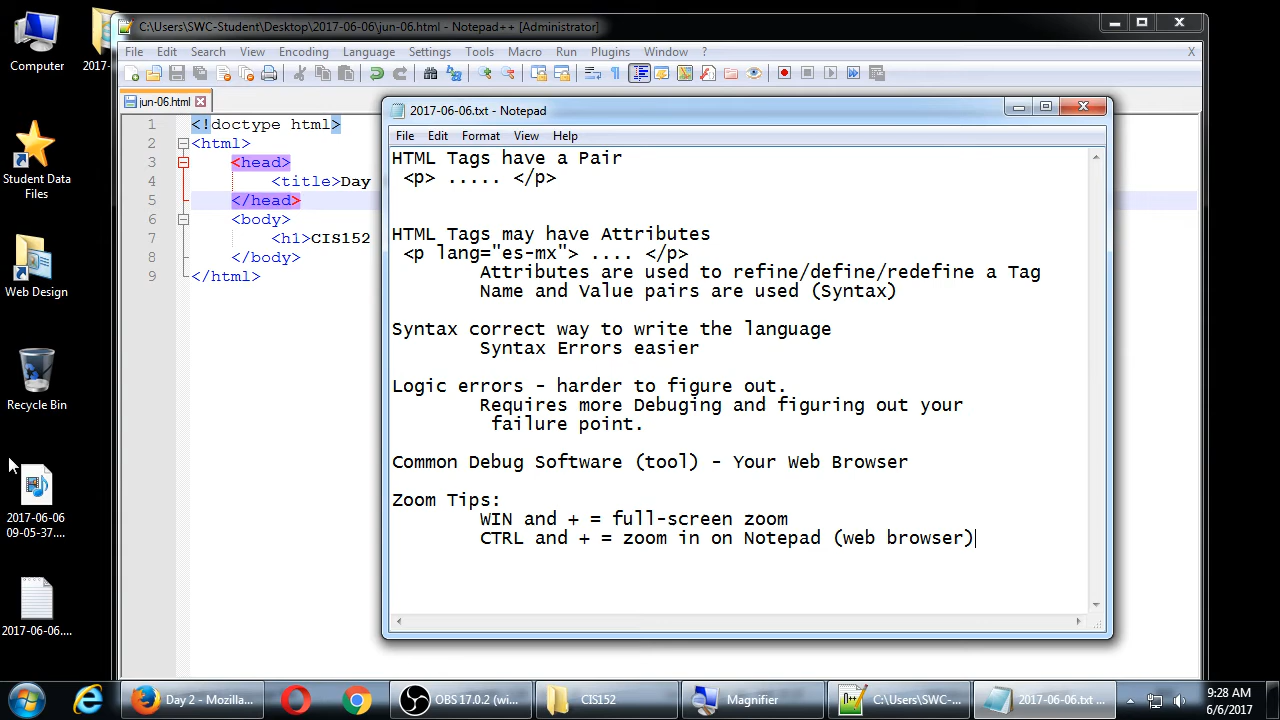 Computer
2017-
Student Data
Files
Web Design
Recycle Bin
2017-06-06
09-05-37....
2017-06-06....
C:\Users\SWC-Student\Desktop\2017-06-06\jun-06.html - Notepad++ [Administrator]
File Edit Search View Encoding Language Settings Tools Macro Run Plugins Window ? X
jun-06.html
1 <!doctype html>
2 <html>
3 <head>
4 <title>Day
5 </head>
6 <body>
7 <h1>CIS152
8 </body>
9 </html>
2017-06-06.txt - Notepad
File Edit Format View Help
HTML Tags have a Pair
<p> ..... </p>
HTML Tags may have Attributes
<p lang="es-mx"> .... </p>
Attributes are used to refine/define/redefine a Tag
Name and Value pairs are used (Syntax)
Syntax correct way to write the language
Syntax Errors easier
Logic errors - harder to figure out.
Requires more Debuging and figuring out your
failure point.
Common Debug Software (tool) - Your Web Browser
Zoom Tips:
WIN and + = full-screen zoom
CTRL and + = zoom in on Notepad (web browser)
Day 2 - Mozilla...
OBS 17.0.2 (wi...
CIS152
Magnifier
C:\Users\SWC-...
2017-06-06.txt ...
9:28 AM
6/6/2017